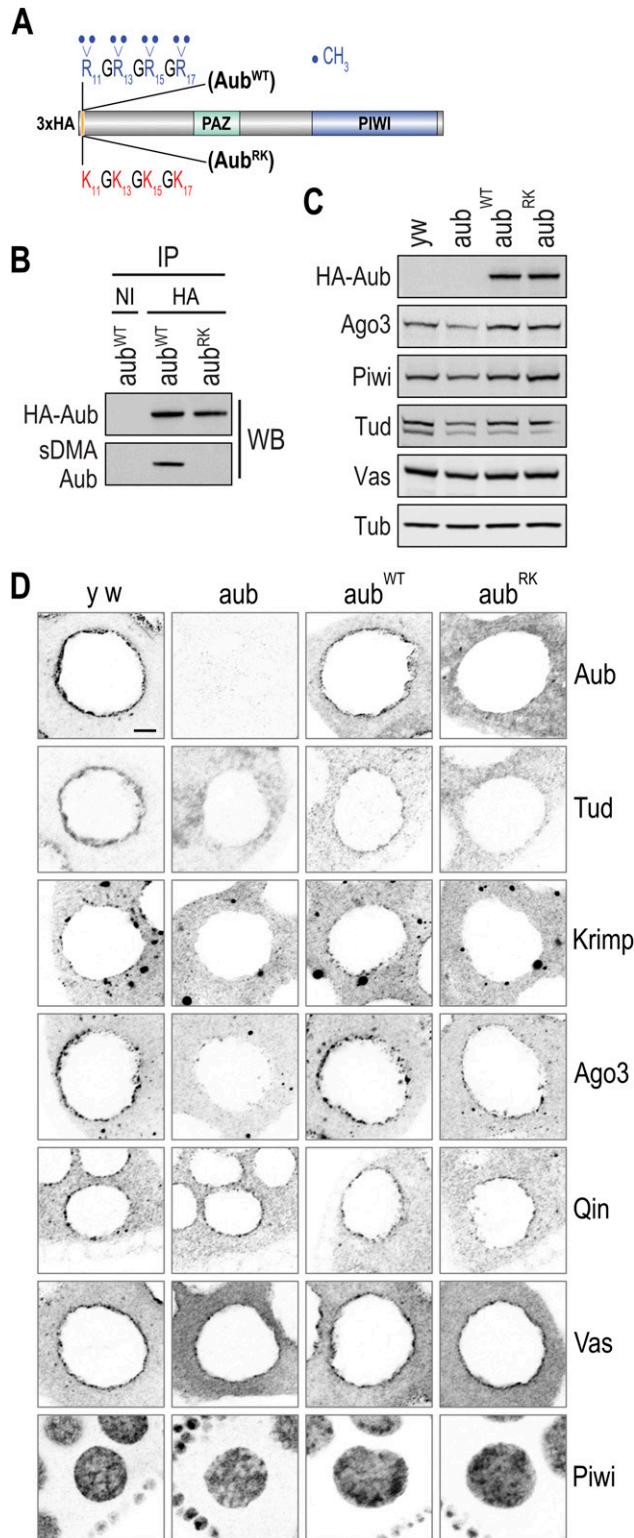 A
R11GR13GR15GR17
• CH3
(AubWT)
3xHA
PAZ
PIWI
(AubRK)
K11GK13GK15GK17
B
IP
NI
HA
aubWT
aubWT
aubRK
HA-Aub
sDMA
Aub
WB
C
yw
aub
aubWT
aubRK
HA-Aub
Ago3
Piwi
Tud
Vas
Tub
D
y w
aub
aubWT
aubRK
Aub
Tud
Krimp
Ago3
Qin
Vas
Piwi